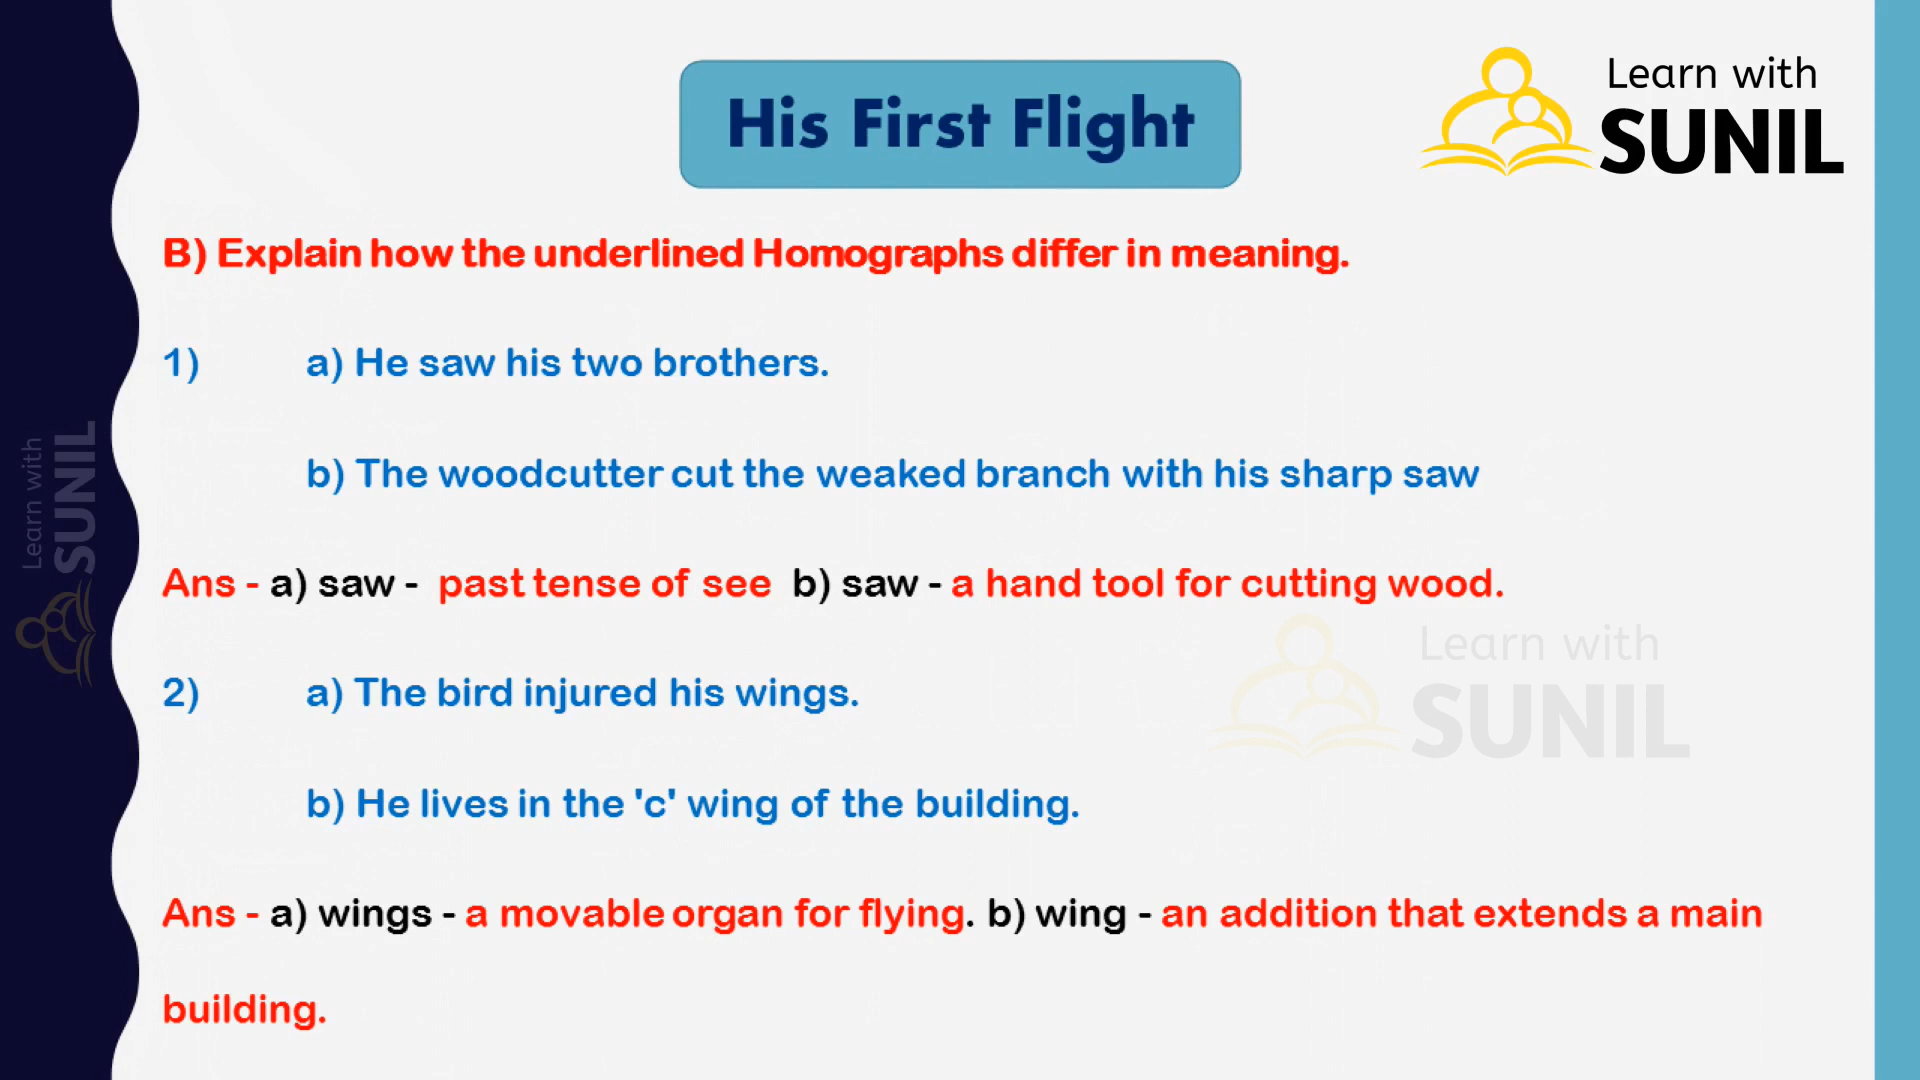 Learn with
SUNIL
His First Flight
B) Explain how the underlined Homographs differ in meaning.
1) a) He saw his two brothers.
b) The woodcutter cut the weaked branch with his sharp saw
Ans - a) saw - past tense of see b) saw - a hand tool for cutting wood.
2) a) The bird injured his wings.
b) He lives in the 'c' wing of the building.
Ans - a) wings - a movable organ for flying. b) wing - an addition that extends a main
building.
Learn with
SUNIL
Learn with
SUNIL